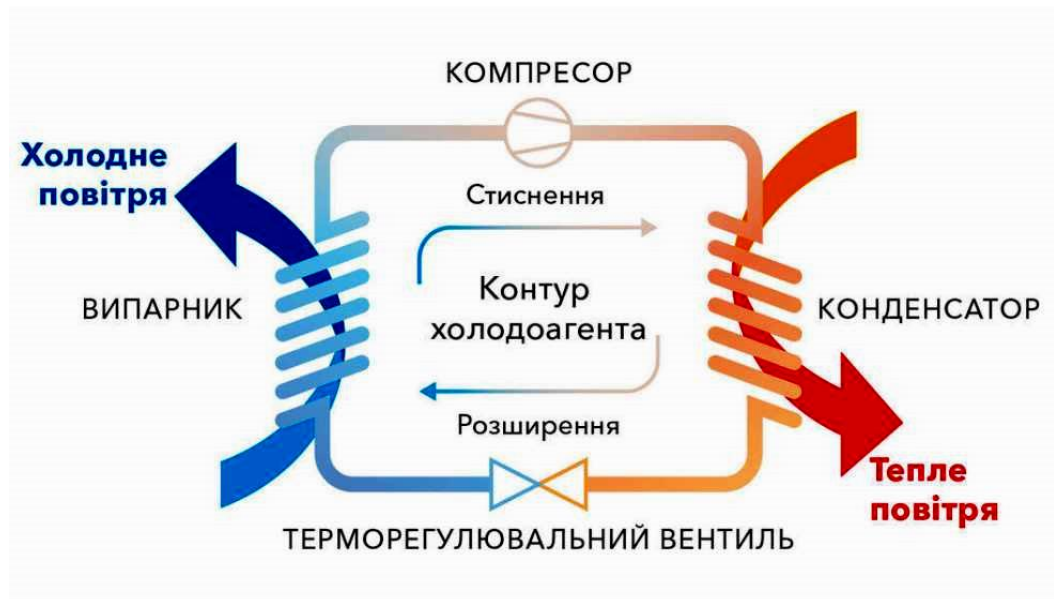 КОМПРЕСОР
Холодне
повітря
Стиснення
ВИПАРНИК
Контур
холодоагента
КОНДЕНСАТОР
Розширення
Тепле
повітря
ТЕРМОРЕГУЛЮВАЛЬНИЙ ВЕНТИЛЬ